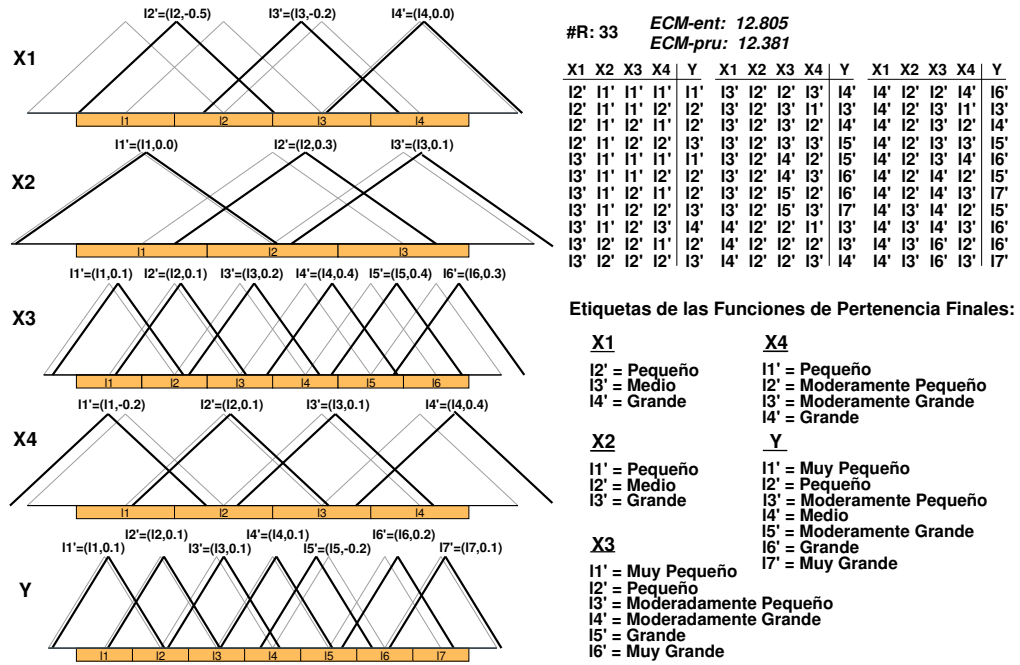 l2'=(l2,-0.5) l3'=(l3,-0.2) l4'=(l4,0.0)
X1
l1 l2 l3 l4
l1'=(l1,0.0) l2'=(l2,0.3) l3'=(l3,0.1)
X2
l1 l2 l3
l1'=(l1,0.1) l2'=(l2,0.1) l3'=(l3,0.2) l4'=(l4,0.4) l5'=(l5,0.4) l6'=(l6,0.3)
X3
l1 l2 l3 l4 l5 l6
l1'=(l1,-0.2) l2'=(l2,0.1) l3'=(l3,0.1) l4'=(l4,0.4)
X4
l1 l2 l3 l4
l2'=(l2,0.1) l4'=(l4,0.1) l6'=(l6,0.2)
l1'=(l1,0.1) l3'=(l3,0.1) l5'=(l5,-0.2) l7'=(l7,0.1)
Y
l1 l2 l3 l4 l5 l6 l7
#R: 33
ECM-ent: 12.805
ECM-pru: 12.381
X1 X2 X3 X4 Y X1 X2 X3 X4 Y X1 X2 X3 X4 Y
l2' l1' l1' l1' l1' l3' l2' l2' l3' l4' l4' l2' l2' l4' l6'
l2' l1' l1' l2' l2' l3' l2' l3' l1' l3' l4' l2' l3' l1' l3'
l2' l1' l2' l1' l2' l3' l2' l3' l2' l4' l4' l2' l3' l2' l4'
l2' l1' l2' l2' l3' l3' l2' l3' l3' l5' l4' l2' l3' l3' l5'
l3' l1' l1' l1' l1' l3' l2' l4' l2' l5' l4' l2' l3' l4' l6'
l3' l1' l1' l2' l2' l3' l2' l4' l3' l6' l4' l2' l4' l2' l5'
l3' l1' l2' l1' l2' l3' l2' l5' l2' l6' l4' l2' l4' l3' l7'
l3' l1' l2' l2' l3' l3' l2' l5' l3' l7' l4' l3' l4' l2' l5'
l3' l1' l2' l3' l4' l4' l2' l2' l1' l3' l4' l3' l4' l3' l6'
l3' l2' l2' l1' l2' l4' l2' l2' l2' l3' l4' l3' l6' l2' l6'
l3' l2' l2' l2' l3' l4' l2' l2' l3' l4' l4' l3' l6' l3' l7'
Etiquetas de las Funciones de Pertenencia Finales:
X1
l2' = Pequeño
l3' = Medio
l4' = Grande
X2
l1' = Pequeño
l2' = Medio
l3' = Grande
X3
l1' = Muy Pequeño
l2' = Pequeño
l3' = Moderadamente Pequeño
l4' = Moderadamente Grande
l5' = Grande
l6' = Muy Grande
X4
l1' = Pequeño
l2' = Moderamente Pequeño
l3' = Moderamente Grande
l4' = Grande
Y
l1' = Muy Pequeño
l2' = Pequeño
l3' = Moderamente Pequeño
l4' = Medio
l5' = Moderamente Grande
l6' = Grande
l7' = Muy Grande